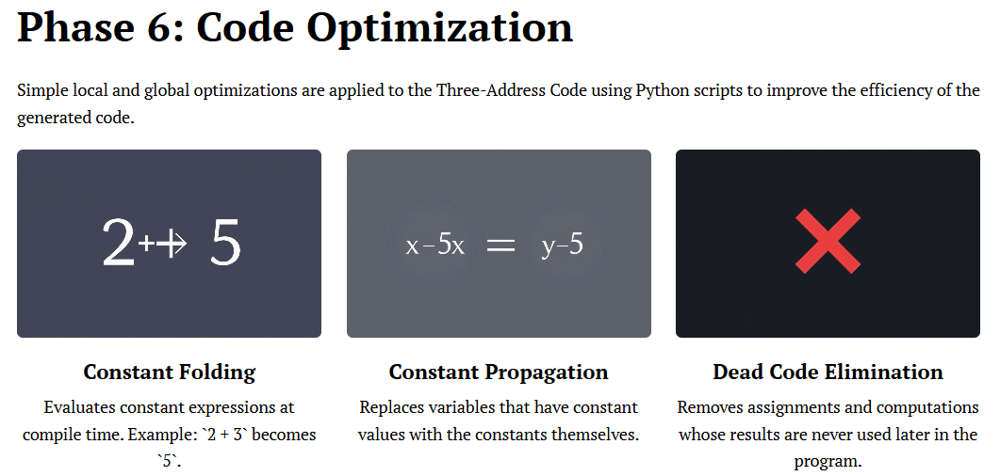 Phase 6: Code Optimization
Simple local and global optimizations are applied to the Three-Address Code using Python scripts to improve the efficiency of the
generated code.
2+→ 5
x–5x = y–5
Constant Folding
Evaluates constant expressions at
compile time. Example: `2 + 3` becomes
`5`.
Constant Propagation
Replaces variables that have constant
values with the constants themselves.
Dead Code Elimination
Removes assignments and computations
whose results are never used later in the
program.